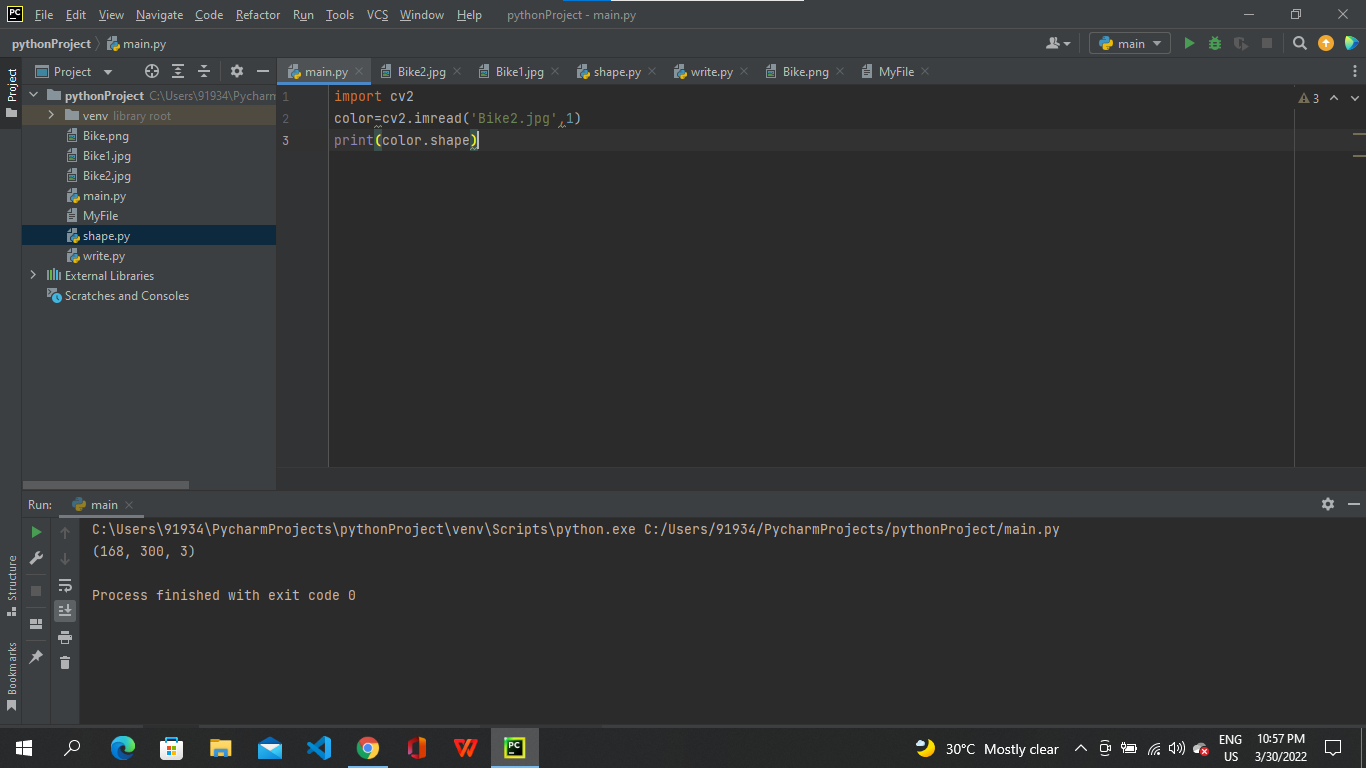 PC File Edit View Navigate Code Refactor Run Tools VCS Window Help pythonProject - main.py
pythonProject main.py main
Project Project main.py Bike2.jpg Bike1.jpg shape.py write.py Bike.png MyFile
pythonProject C:\Users\91934\Pycharm
venv library root
Bike.png
Bike1.jpg
Bike2.jpg
main.py
MyFile
shape.py
write.py
External Libraries
Scratches and Consoles
1 import cv2 3
2 color=cv2.imread('Bike2.jpg',1)
3 print(color.shape)
Run: main
C:\Users\91934\PycharmProjects\pythonProject\venv\Scripts\python.exe C:/Users/91934/PycharmProjects/pythonProject/main.py
(168, 300, 3)
Process finished with exit code 0
Structure
Bookmarks
PC 30°C Mostly clear ENG 10:57 PM
US 3/30/2022